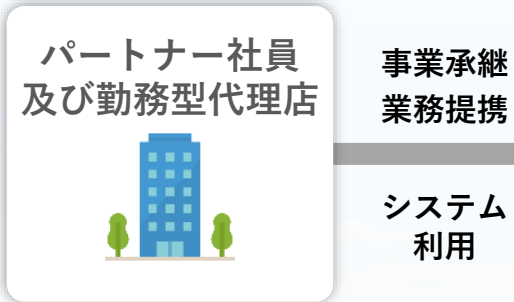 パートナー社員
及び勤務型代理店
事業承継
業務提携
システム
利用